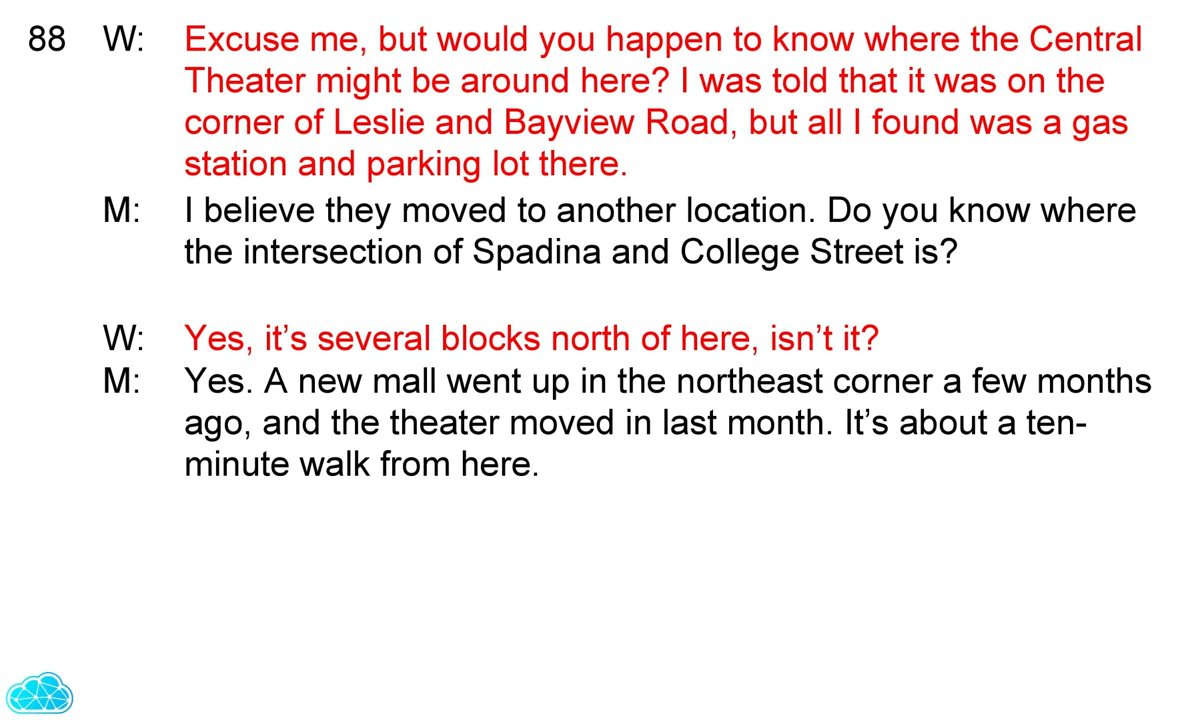 88 W: Excuse me, but would you happen to know where the Central
Theater might be around here? I was told that it was on the
corner of Leslie and Bayview Road, but all I found was a gas
station and parking lot there.
M: I believe they moved to another location. Do you know where
the intersection of Spadina and College Street is?
W: Yes, it’s several blocks north of here, isn’t it?
M: Yes. A new mall went up in the northeast corner a few months
ago, and the theater moved in last month. It’s about a ten-
minute walk from here.